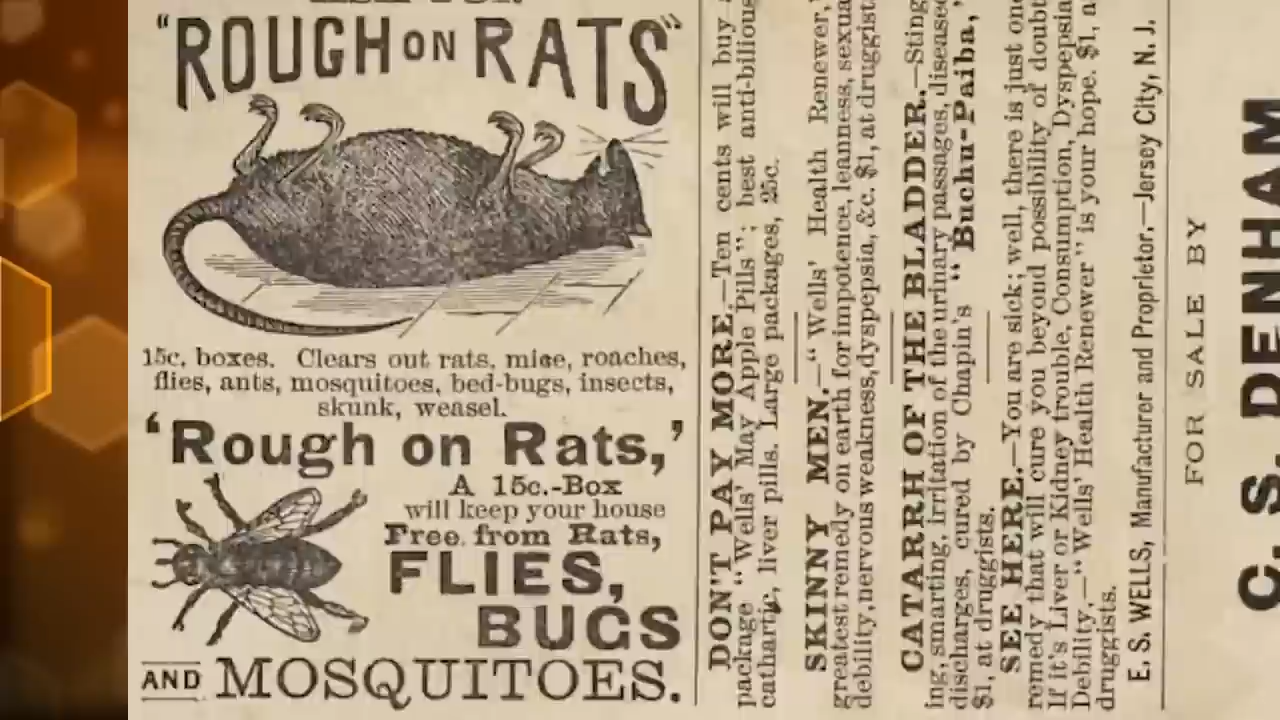 "ROUGH ON RATS"
15c. boxes. Clears out rats, mice, roaches,
flies, ants, mosquitoes, bed-bugs, insects,
skunk, weasel.
'Rough on Rats,'
A 15c.-Box
will keep your house
Free from Rats,
FLIES,
BUGS
AND MOSQUITOES.
DON'T PAY MORE.—Ten cents will buy
package "Wells' May Apple Pills"; best anti-bilious
cathartic, liver pills. Large packages, 25c.
SKINNY MEN.—"Wells' Health Renewer,"
greatest remedy on earth for impotence, leanness, sexua
debility, nervous weakness, dyspepsia, &c. $1, at druggist
CATARRH OF THE BLADDER.—Sting
ing, smarting, irritation of the urinary passages, disease
discharges, cured by Chapin's "Buchu-Paiba,"
$1, at druggists.
SEE HERE.—You are sick; well, there is just one
remedy that will cure you beyond possibility of doubt
If it's Liver or Kidney trouble, Consumption, Dyspepsia
Debility,—"Wells' Health Renewer" is your hope. $1, a
druggists.
E. S. WELLS, Manufacturer and Proprietor.—Jersey City, N. J.
FOR SALE BY
C. S. DENHAM